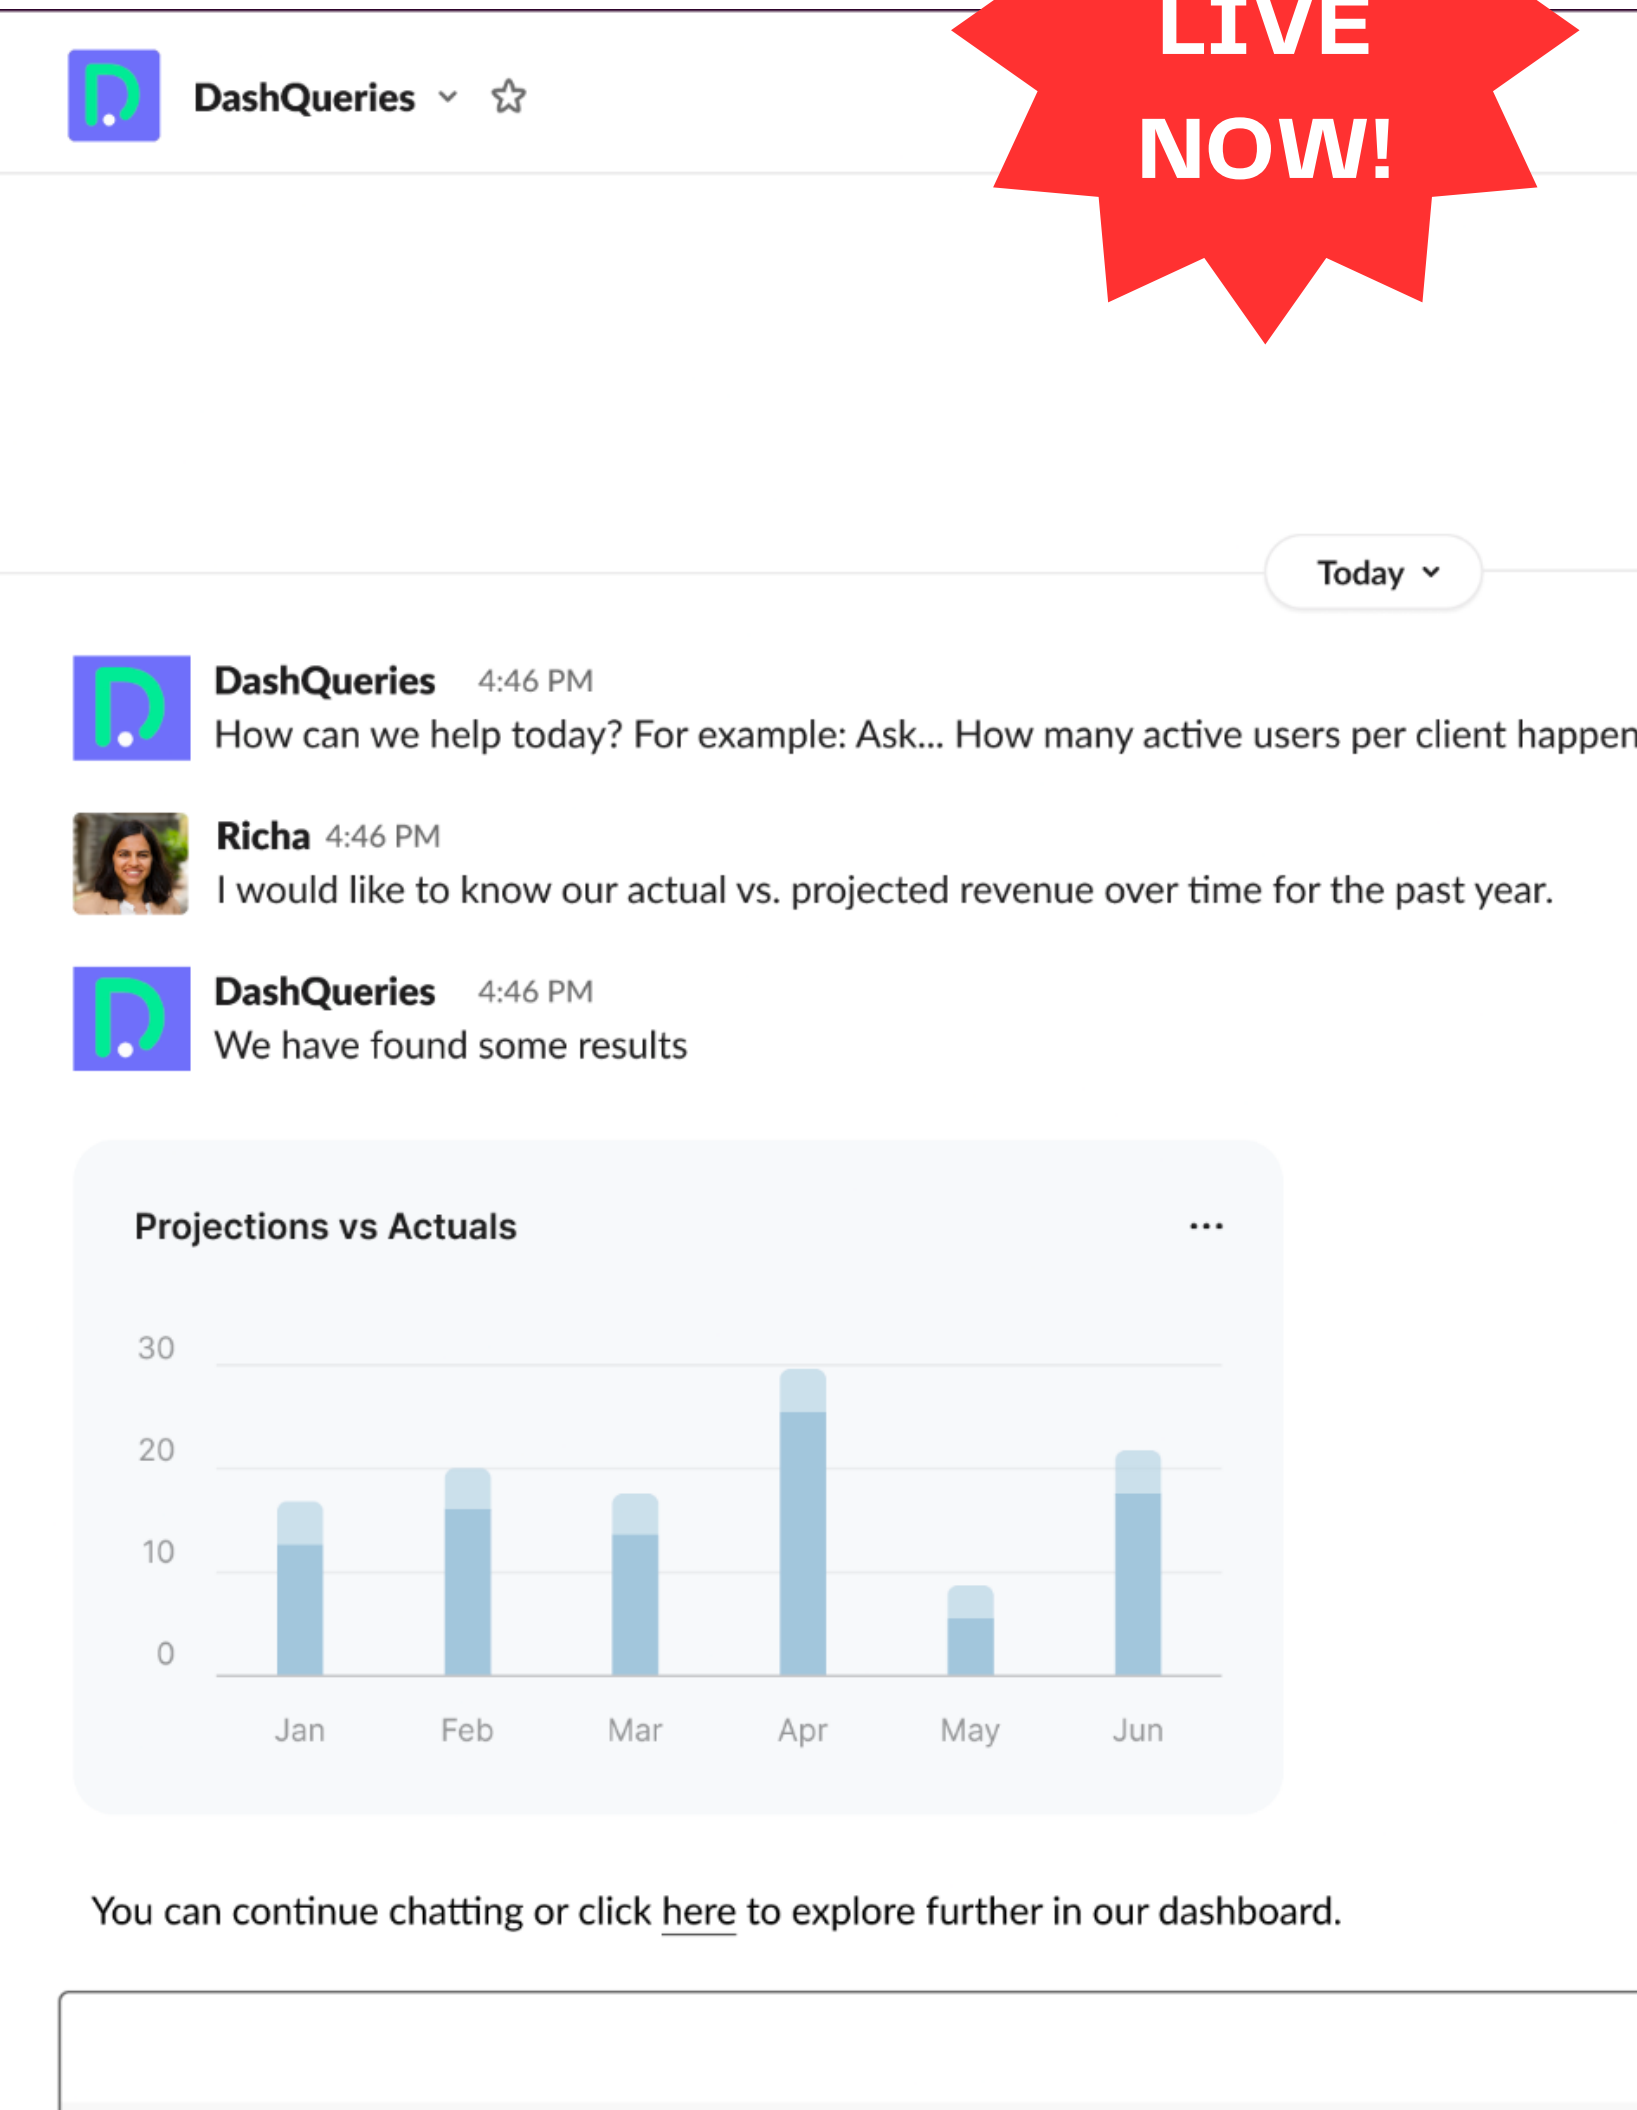 LIVE
NOW!
DashQueries
Today
DashQueries 4:46 PM
How can we help today? For example: Ask... How many active users per client happen
Richa 4:46 PM
I would like to know our actual vs. projected revenue over time for the past year.
DashQueries 4:46 PM
We have found some results
Projections vs Actuals
30
20
10
0
Jan Feb Mar Apr May Jun
You can continue chatting or click here to explore further in our dashboard.